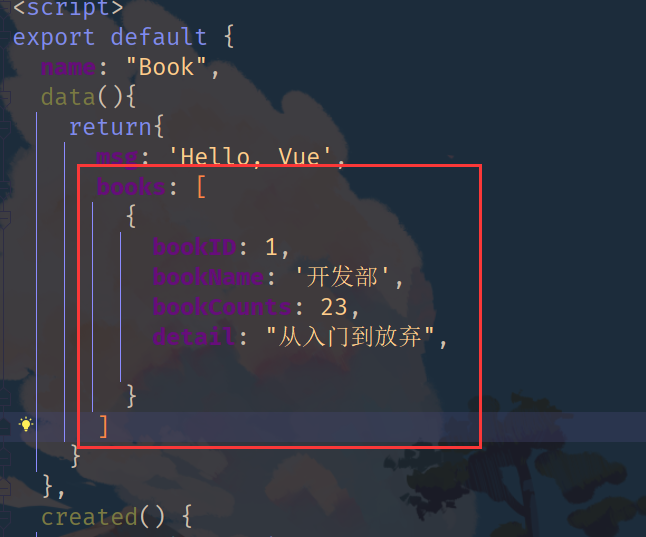 <script>
export default {
name: "Book",
data(){
return{
msg: 'Hello, Vue',
books: [
{
bookID: 1,
bookName: '开发部',
bookCounts: 23,
detail: "从入门到放弃",
}
]
}
},
created() {